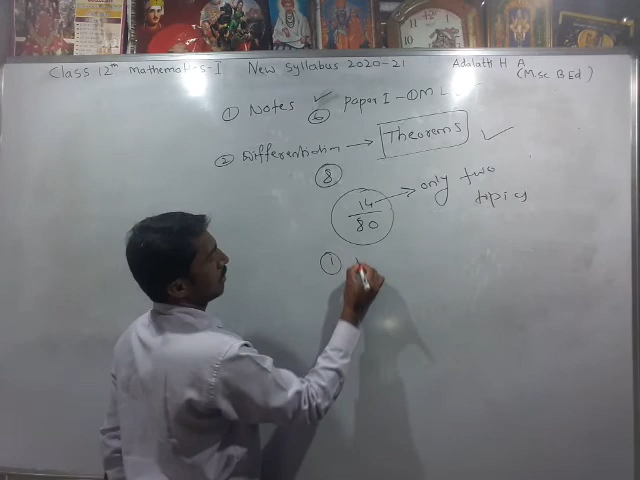 Class 12th mathematics-I New Syllabus 2020-21 Adalath H A
(M.Sc B Ed)
① Notes ✓ ⑥ Paper I - ① M L
② Differentiation → Theorems ✓
⑧
14/80 → only two topics
①